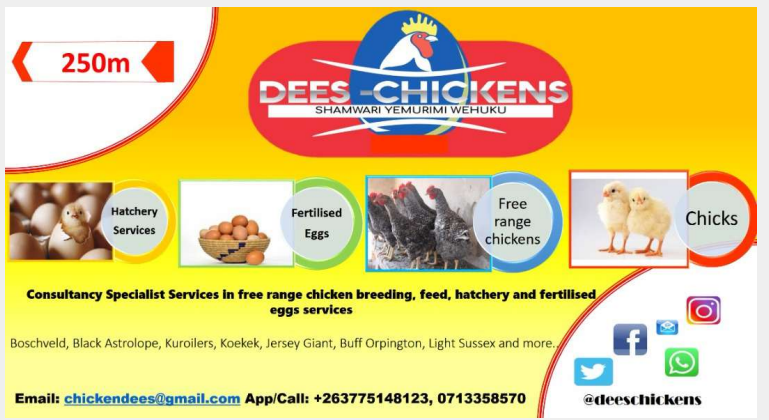 250m
DEES-CHICKENS
SHAMWARI YEMURIMI WEHUKU
Hatchery
Services
Fertilised
Eggs
Free
range
chickens
Chicks
Consultancy Specialist Services in free range chicken breeding, feed, hatchery and fertilised
eggs services
Boschveld, Black Astrolope, Kuroilers, Koekek, Jersey Giant, Buff Orpington, Light Sussex and more..
Email: chickendees@gmail.com App/Call: +263775148123, 0713358570
@deeschickens